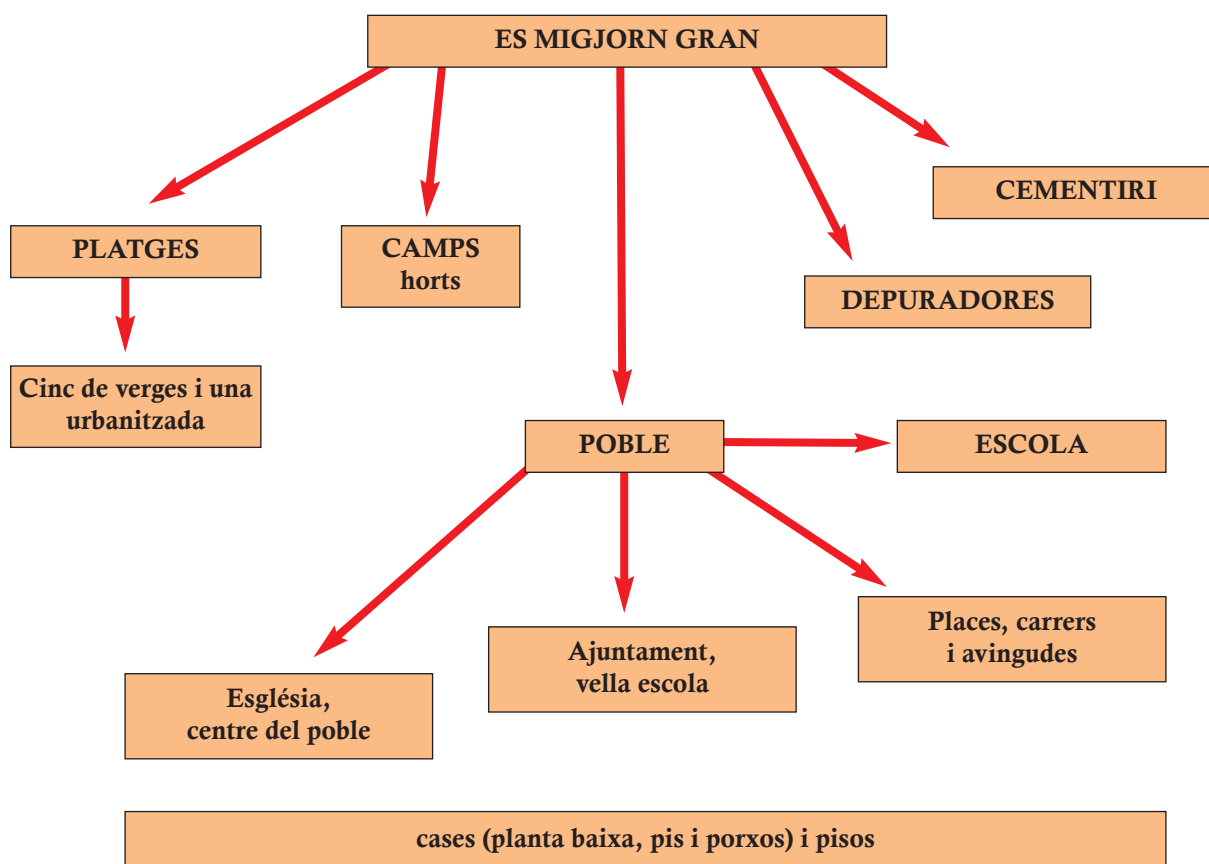 ES MIGJORN GRAN
CEMENTIRI
PLATGES
CAMPS
horts
DEPURADORES
Cinc de verges i una
urbanitzada
POBLE
ESCOLA
Places, carrers
i avingudes
Ajuntament,
vella escola
Església,
centre del poble
cases (planta baixa, pis i porxos) i pisos